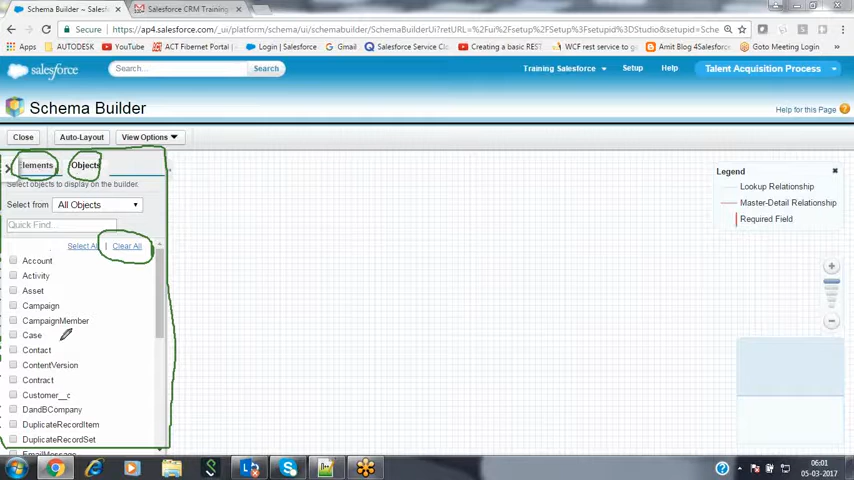 Schema Builder ~ Salesf
Salesforce CRM Training
Secure
https://ap4.salesforce.com/_ui/platform/schema/ui/schemabuilder/SchemaBuilderUi?retURL=%2Fui%2Fsetup%2FSetup%3Fsetupid%3DStudio&setupid=Schem
Apps
AUTODESK
YouTube
ACT Fibernet Portal
Login | Salesforce
Gmail
Salesforce Service Cl
Creating a basic REST
WCF rest service to g
Amit Blog 4Salesforce
Goto Meeting Login
salesforce
Search...
Search
Training Salesforce
Setup
Help
Talent Acquisition Process
Schema Builder
Help for this Page
Close
Auto-Layout
View Options
Elements
Objects
Select objects to display on the builder.
Select from
All Objects
Quick Find...
Select All | Clear All
Account
Activity
Asset
Campaign
CampaignMember
Case
Contact
ContentVersion
Contract
Customer__c
DandBCompany
DuplicateRecordItem
DuplicateRecordSet
EmailMessage
Legend
Lookup Relationship
Master-Detail Relationship
Required Field
06:01
05-03-2017